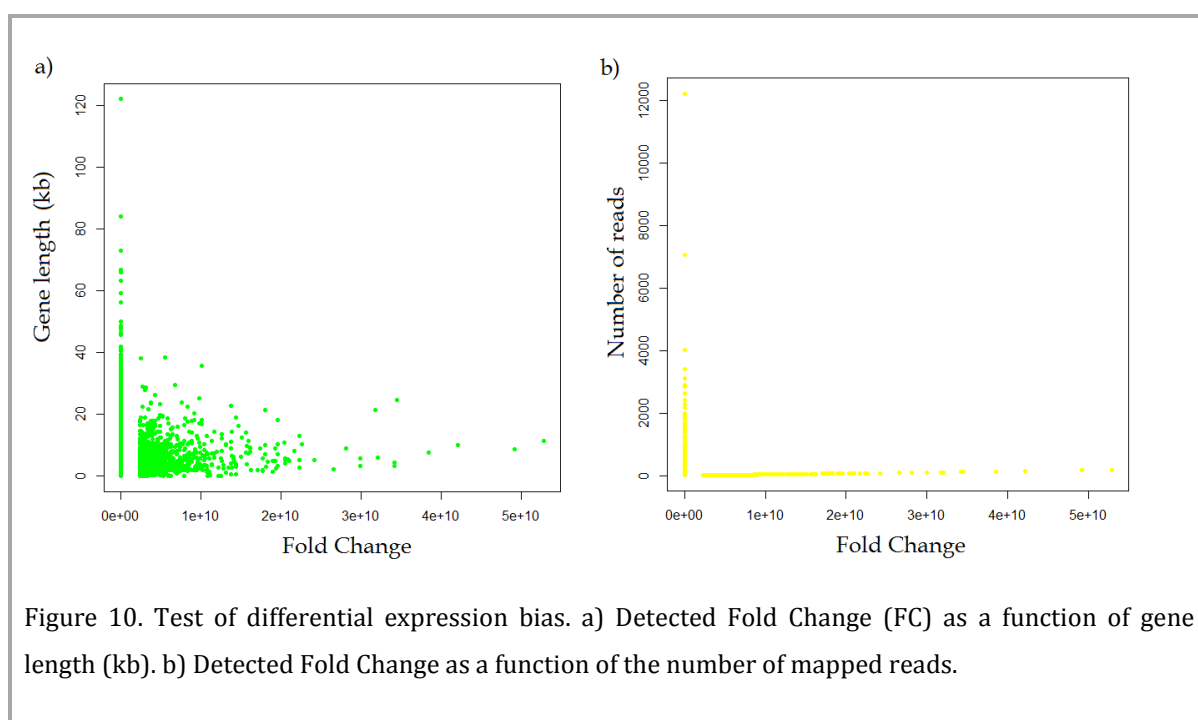 a)
b)
120
100
80
60
40
20
0
Gene length (kb)
0e+00 1e+10 2e+10 3e+10 4e+10 5e+10
Fold Change
12000
10000
8000
6000
4000
2000
0
Number of reads
0e+00 1e+10 2e+10 3e+10 4e+10 5e+10
Fold Change
Figure 10. Test of differential expression bias. a) Detected Fold Change (FC) as a function of gene
length (kb). b) Detected Fold Change as a function of the number of mapped reads.